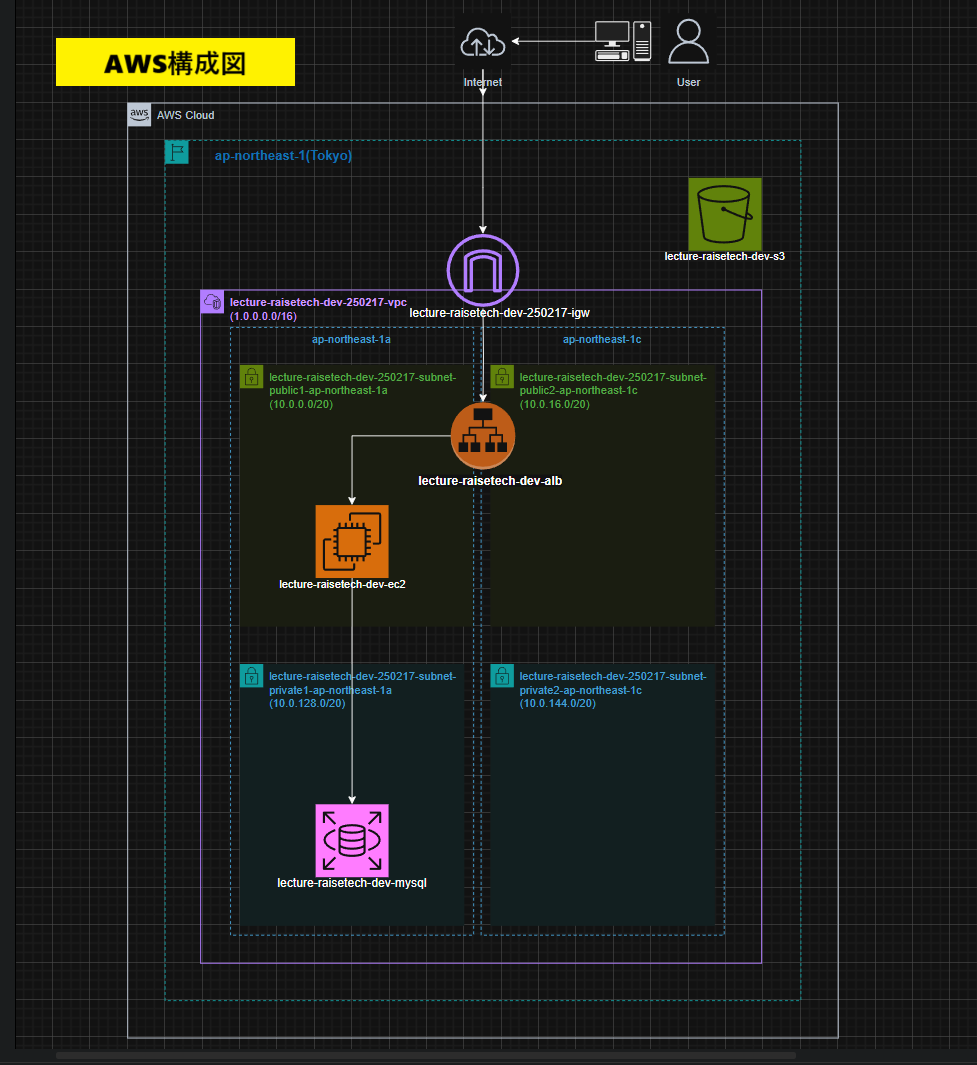 AWS構成図
Internet
User
aws
AWS Cloud
ap-northeast-1(Tokyo)
lecture-raisetech-dev-s3
lecture-raisetech-dev-250217-vpc
(1.0.0.0.0/16)
lecture-raisetech-dev-250217-igw
ap-northeast-1a
ap-northeast-1c
lecture-raisetech-dev-250217-subnet-
public1-ap-northeast-1a
(10.0.0.0/20)
lecture-raisetech-dev-250217-subnet-
public2-ap-northeast-1c
(10.0.16.0/20)
lecture-raisetech-dev-alb
lecture-raisetech-dev-ec2
lecture-raisetech-dev-250217-subnet-
private1-ap-northeast-1a
(10.0.128.0/20)
lecture-raisetech-dev-250217-subnet-
private2-ap-northeast-1c
(10.0.144.0/20)
lecture-raisetech-dev-mysql